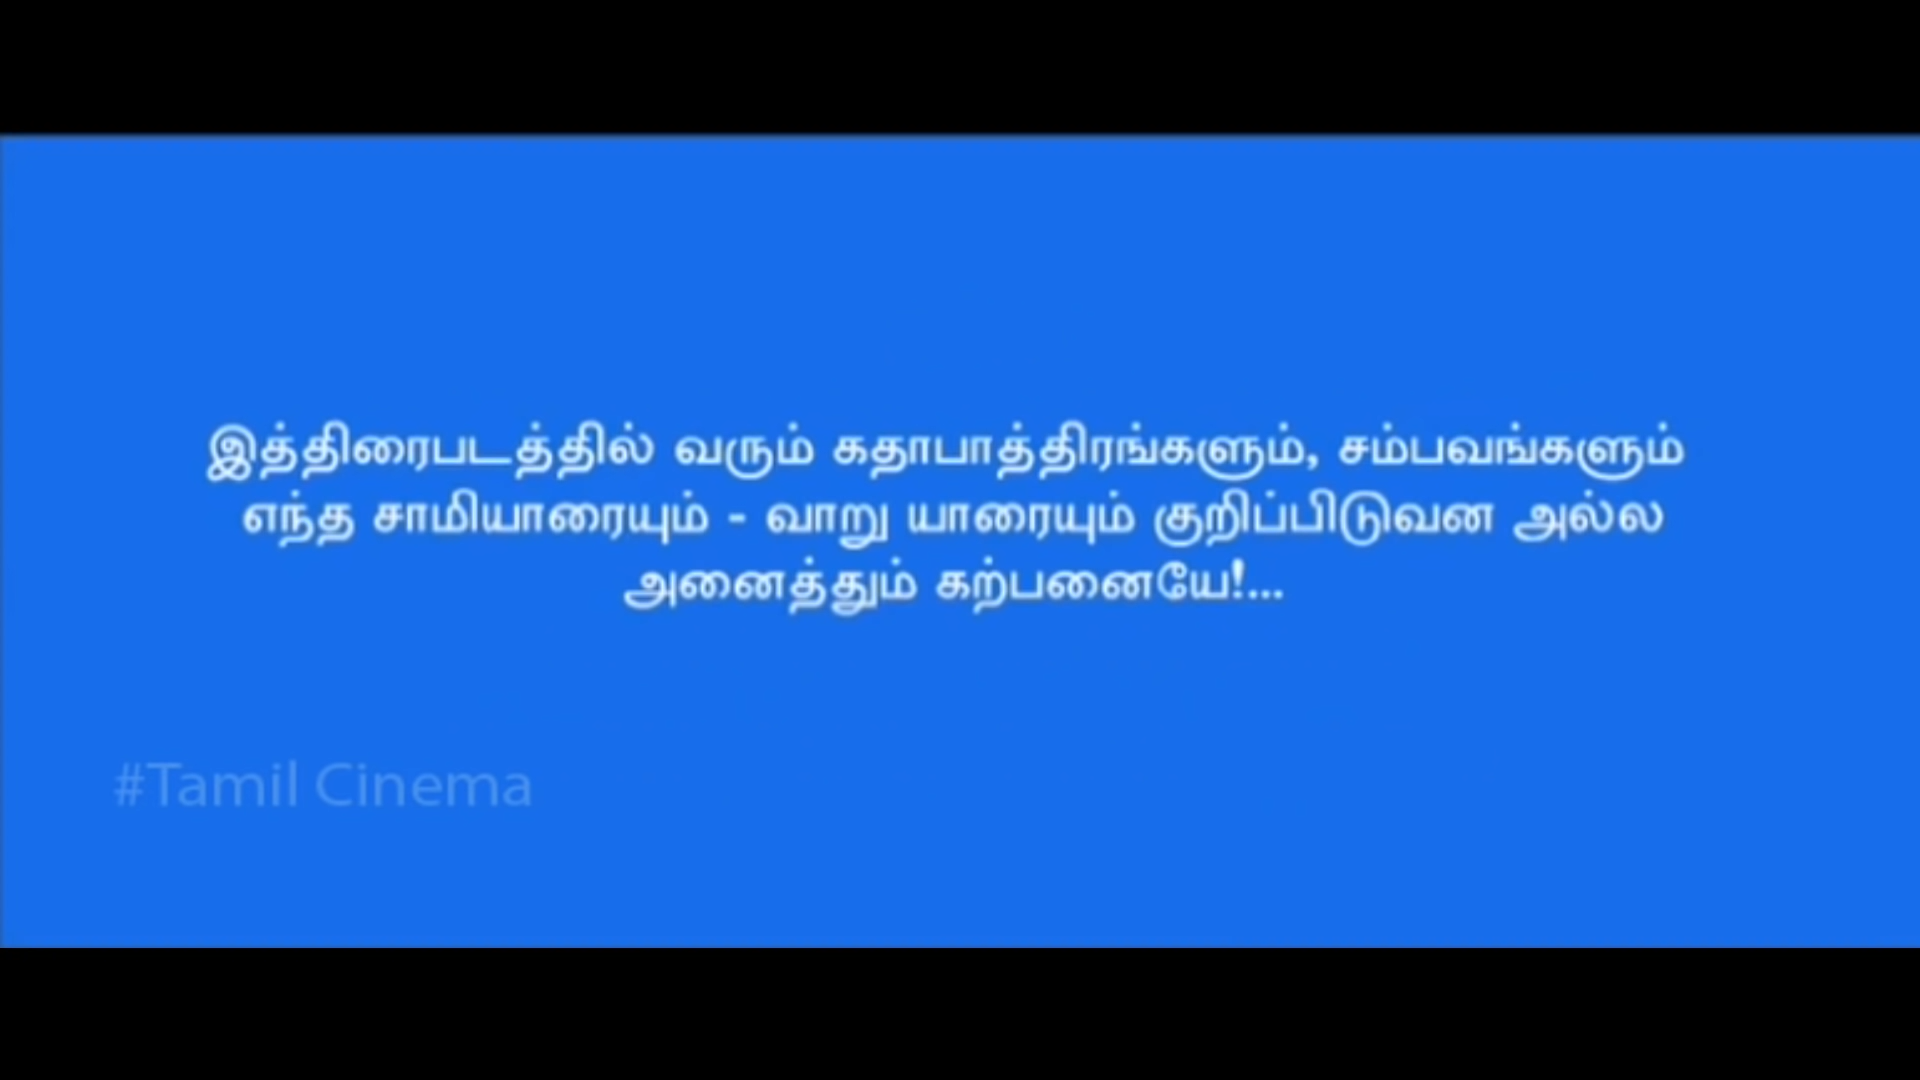 இத்திரைபடத்தில் வரும் கதாபாத்திரங்களும், சம்பவங்களும்
எந்த சாமியாரையும் - வாறு யாரையும் குறிப்பிடுவன அல்ல
அனைத்தும் கற்பனையே!...
#Tamil Cinema